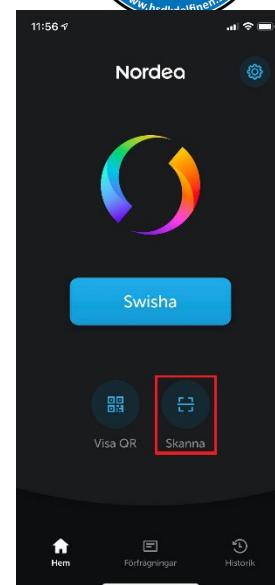 11:56
Nordea
Swisha
Visa QR
Skanna
Hem
Förfrågningar
Historik